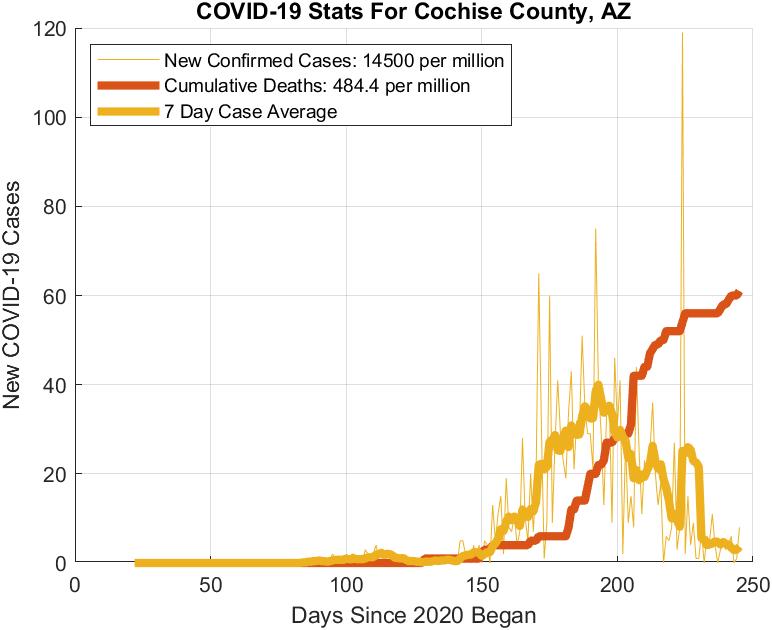 COVID-19 Stats For Cochise County, AZ
New Confirmed Cases: 14500 per million
Cumulative Deaths: 484.4 per million
7 Day Case Average
New COVID-19 Cases
120
100
80
60
40
20
0
0 50 100 150 200 250
Days Since 2020 Began